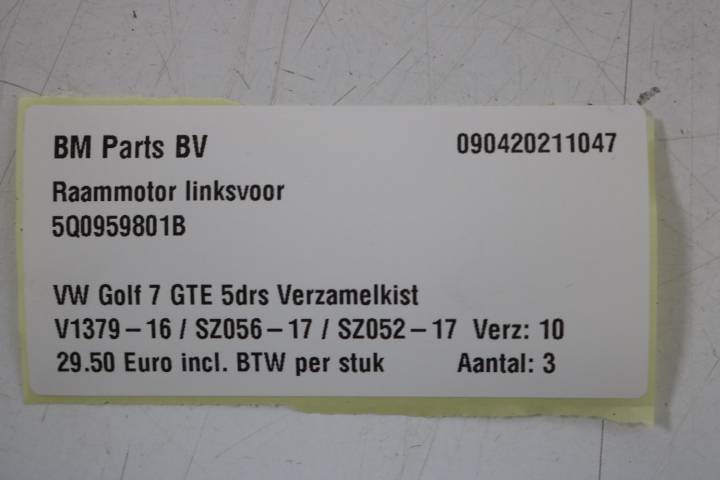 BM Parts BV 090420211047
Raammotor linksvoor
5Q0959801B
VW Golf 7 GTE 5drs Verzamelkist
V1379-16 / SZ056-17 / SZ052-17 Verz: 10
29.50 Euro incl. BTW per stuk Aantal: 3